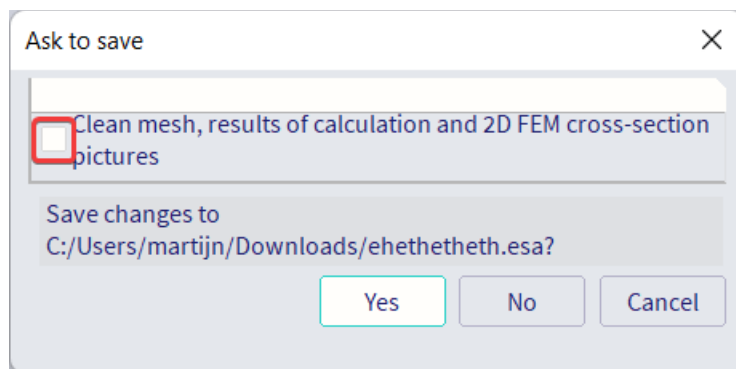 Ask to save
Clean mesh, results of calculation and 2D FEM cross-section
pictures
Save changes to
C:/Users/martijn/Downloads/ehethetheth.esa?
Yes
No
Cancel